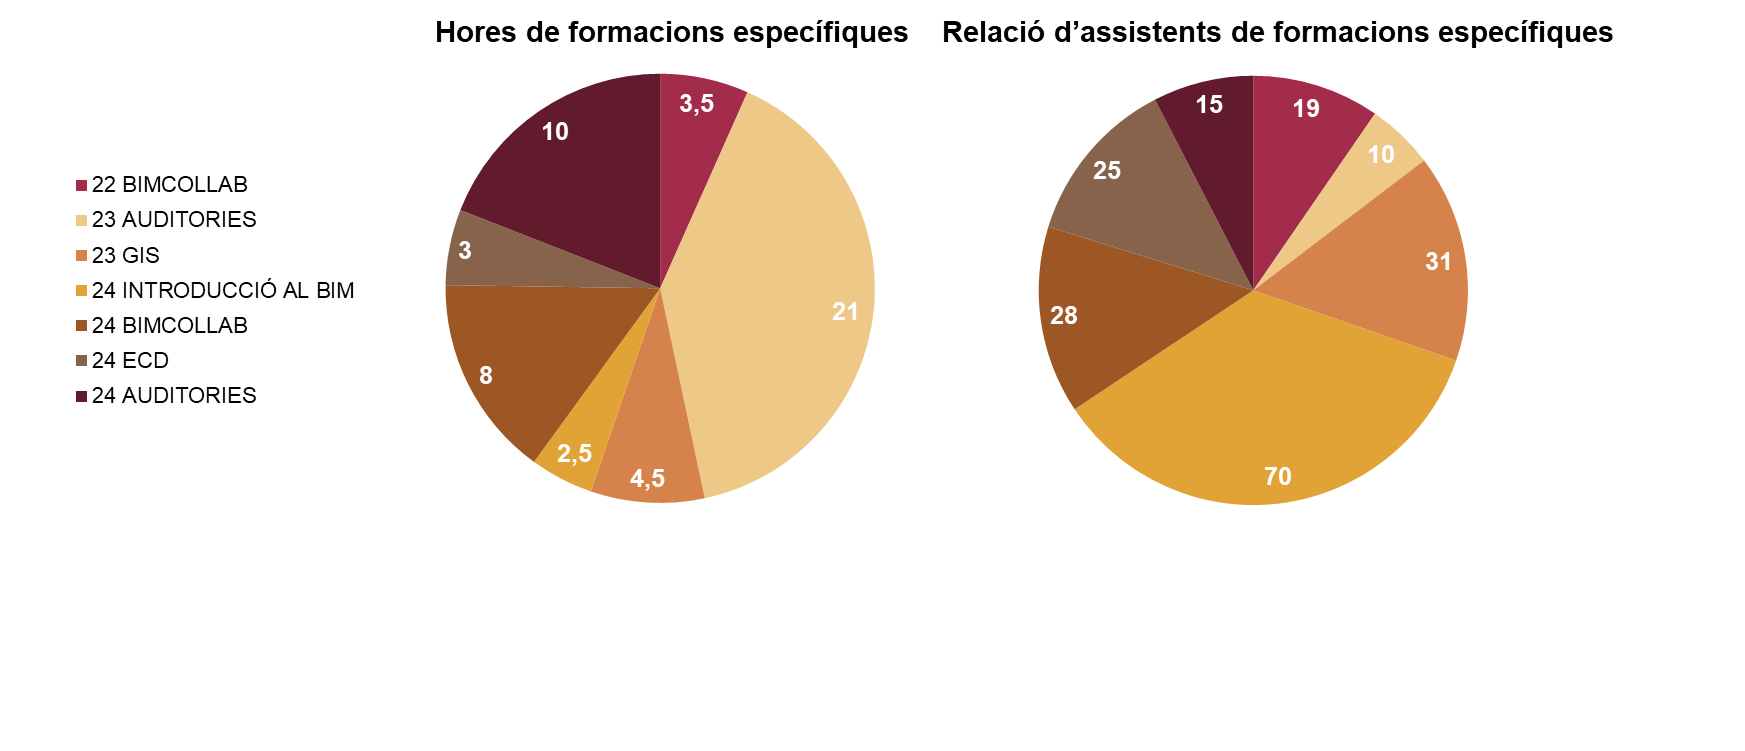 Hores de formacions específiques
Relació d’assistents de formacions específiques
22 BIMCOLLAB
23 AUDITORIES
23 GIS
24 INTRODUCCIÓ AL BIM
24 BIMCOLLAB
24 ECD
24 AUDITORIES
3,5
21
4,5
2,5
8
3
10
19
10
31
70
28
25
15